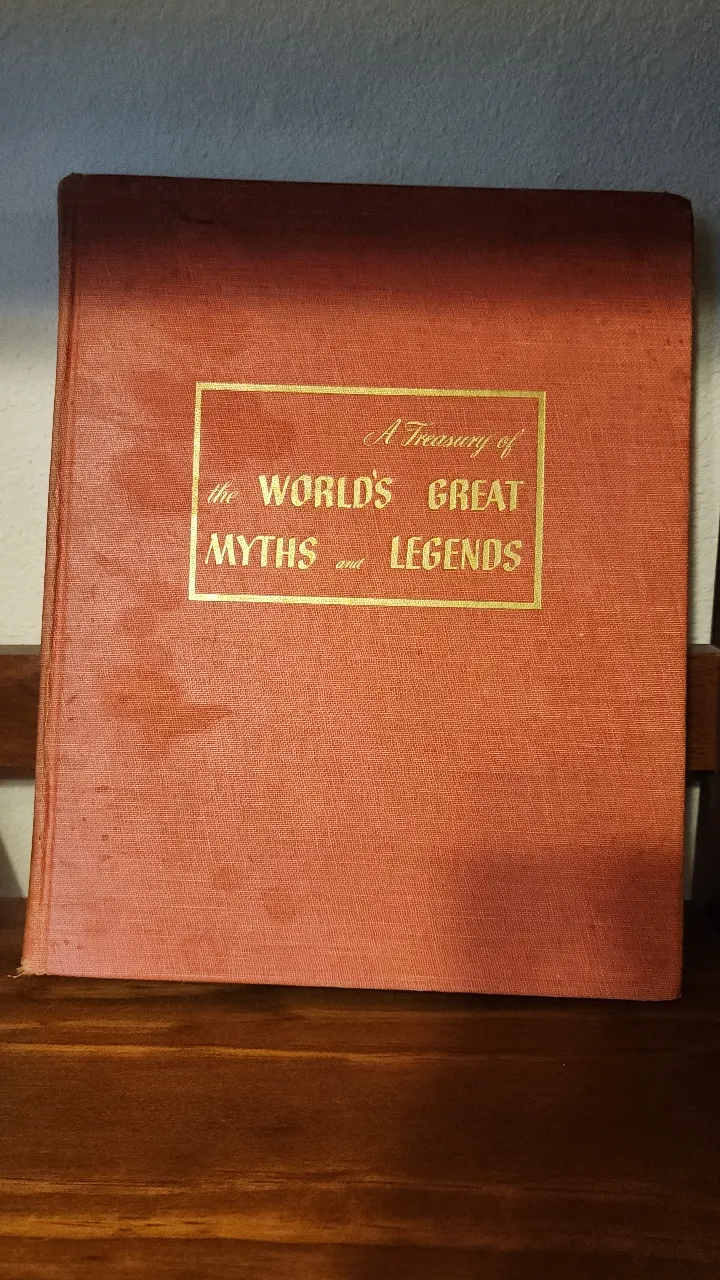 A Treasury of
the WORLD'S GREAT
MYTHS and LEGENDS